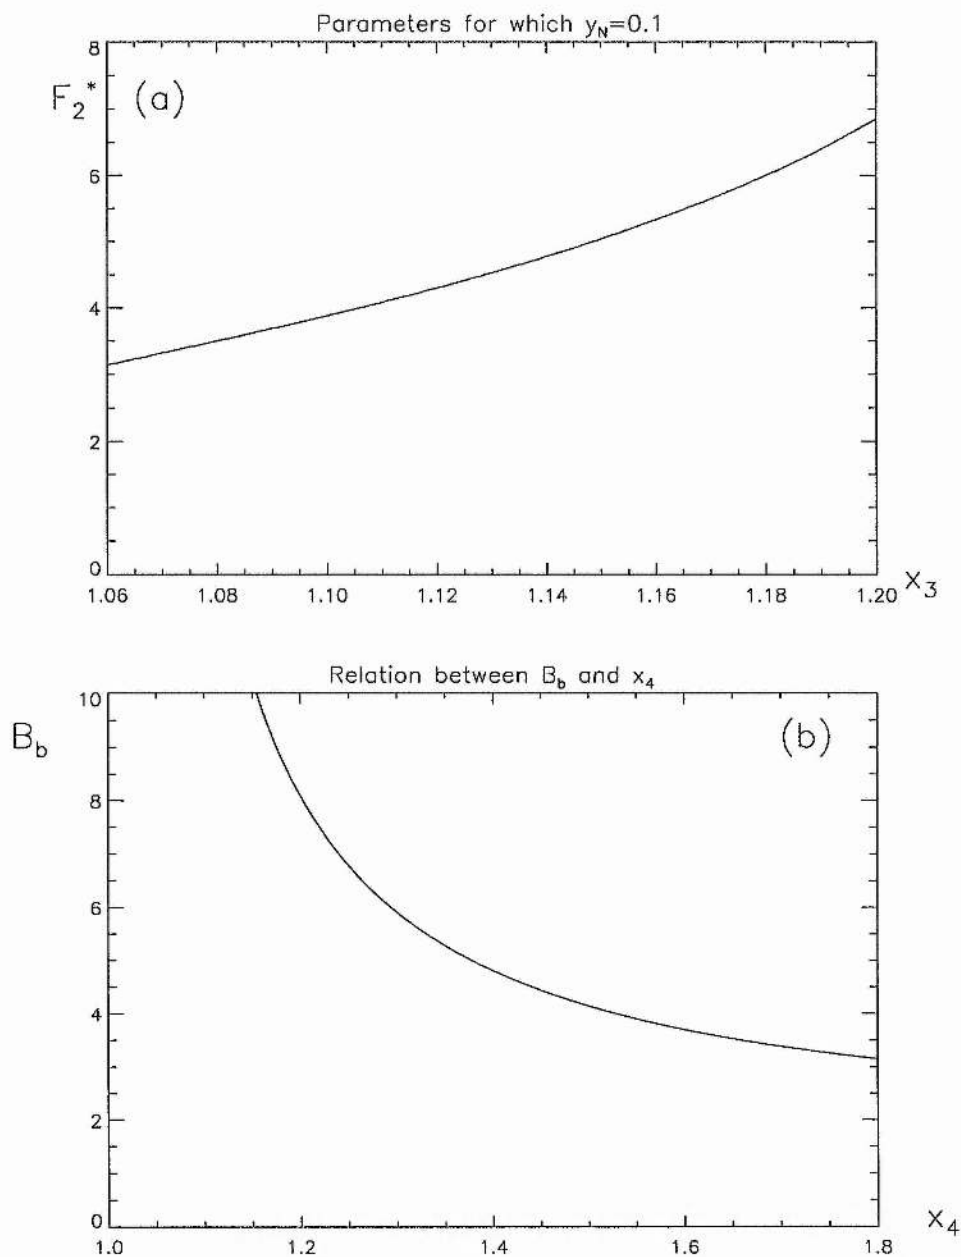 Parameters for which y_N=0.1
8
F_2^* (a)
6
4
2
0
1.06 1.08 1.10 1.12 1.14 1.16 1.18 1.20 x_3
Relation between B_b and x_4
10
B_b (b)
8
6
4
2
0
1.0 1.2 1.4 1.6 1.8 x_4